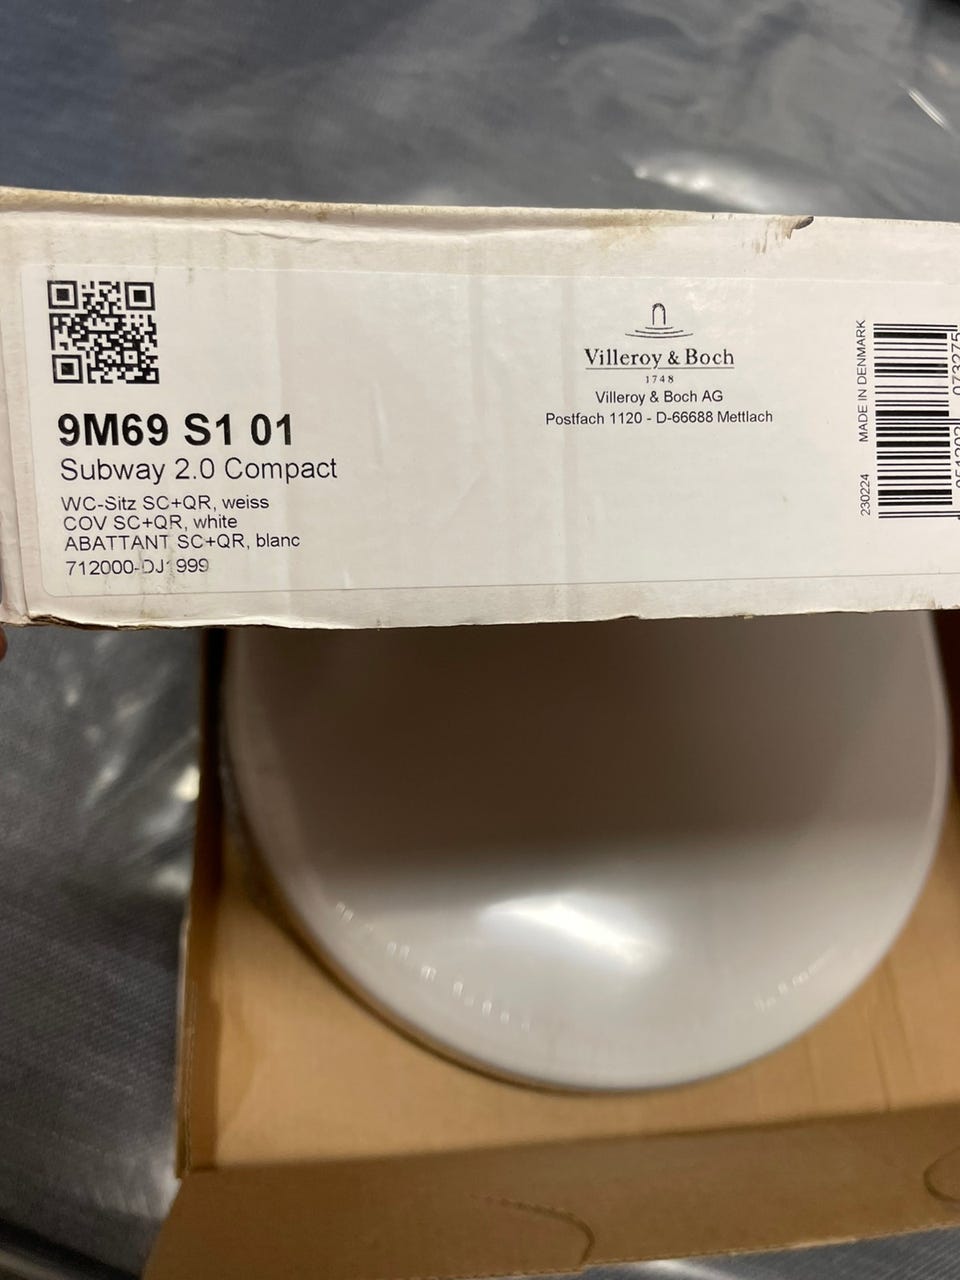 9M69 S1 01
Subway 2.0 Compact
WC-Sitz SC+QR, weiss
COV SC+QR, white
ABATTANT SC+QR, blanc
712000-DJ1999
Villeroy & Boch
1748
Villeroy & Boch AG
Postfach 1120 - D-66688 Mettlach
230224
MADE IN DENMARK
073275